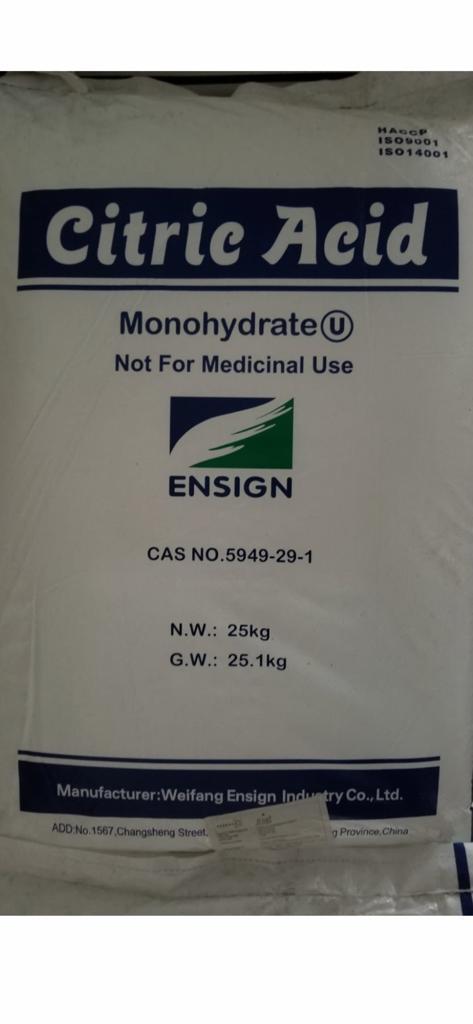 HACCP
ISO9001
ISO14001
Citric Acid
Monohydrate Ⓤ
Not For Medicinal Use
ENSIGN
CAS NO.5949-29-1
N.W.: 25kg
G.W.: 25.1kg
Manufacturer:Weifang Ensign Industry Co.,Ltd.
ADD:No.1567,Changsheng Street, Province,China